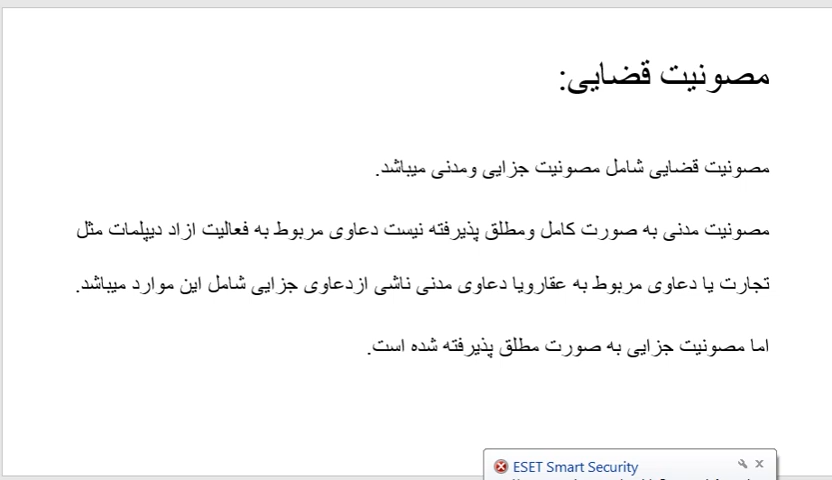 مصونیت قضایی:
مصونیت قضایی شامل مصونیت جزایی ومدنی میباشد.
مصونیت مدنی به صورت کامل ومطلق پذیرفته نیست دعاوی مربوط به فعالیت ازاد دیپلمات مثل
تجارت یا دعاوی مربوط به عقارویا دعاوی مدنی ناشی ازدعاوی جزایی شامل این موارد میباشد.
اما مصونیت جزایی به صورت مطلق پذیرفته شده است.
ESET Smart Security